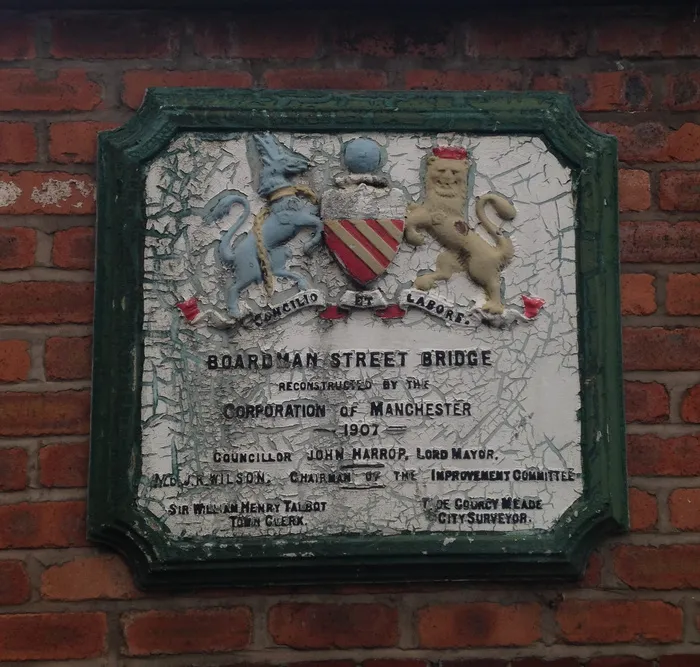 CONCILIO ET LABORE.
BOARDMAN STREET BRIDGE
RECONSTRUCTED BY THE
CORPORATION OF MANCHESTER
1907
COUNCILLOR JOHN HARROP, LORD MAYOR.
J.R. WILSON, CHAIRMAN OF THE IMPROVEMENT COMMITTEE
SIR WILLIAM HENRY TALBOT
TOWN CLERK.
T. DE COURCY MEADE
CITY SURVEYOR.